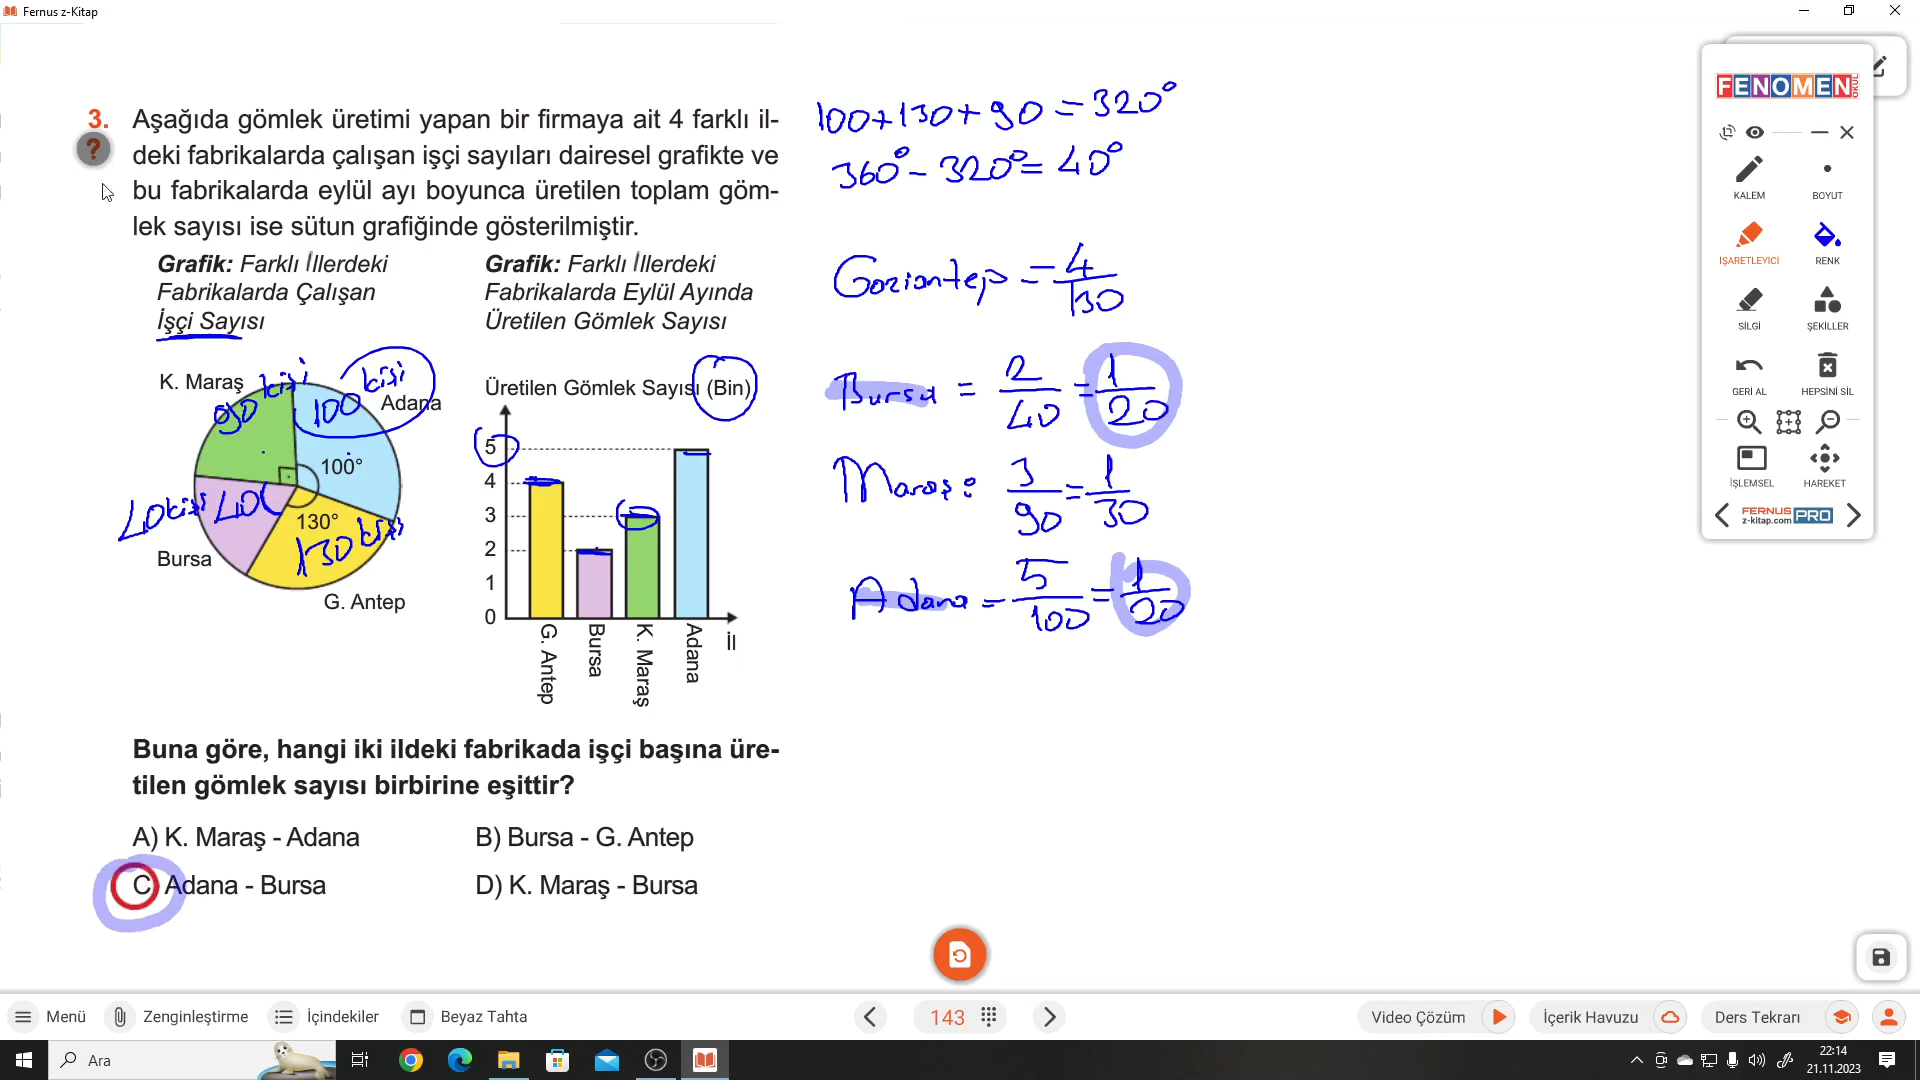 Fernus z-Kitap
3. Aşağıda gömlek üretimi yapan bir firmaya ait 4 farklı il-
? deki fabrikalarda çalışan işçi sayıları dairesel grafikte ve
bu fabrikalarda eylül ayı boyunca üretilen toplam göm-
lek sayısı ise sütun grafiğinde gösterilmiştir.
Grafik: Farklı İllerdeki
Fabrikalarda Çalışan
İşçi Sayısı
K. Maraş
90 kişi
100 kişi
Adana
100°
40 kişi
40
130°
130 kişi
Bursa
G. Antep
Grafik: Farklı İllerdeki
Fabrikalarda Eylül Ayında
Üretilen Gömlek Sayısı
Üretilen Gömlek Sayısı (Bin)
5
4
3
2
1
0
G. Antep
Bursa
K. Maraş
Adana
İl
100+130+90=320°
360°-320°=40°
Gaziantep = 4/130
Bursa = 2/40 = 1/20
Maraş: 3/90 = 1/30
Adana = 5/100 = 1/20
Buna göre, hangi iki ildeki fabrikada işçi başına üre-
tilen gömlek sayısı birbirine eşittir?
A) K. Maraş - Adana
B) Bursa - G. Antep
C) Adana - Bursa
D) K. Maraş - Bursa
FENOMEN OKUL
KALEM
BOYUT
İŞARETLEYİCİ
RENK
SİLGİ
ŞEKİLLER
GERİ AL
HEPSİNİ SİL
İŞLEMSEL
HAREKET
FERNUS
z-kitap.com PRO
Menü
Zenginleştirme
İçindekiler
Beyaz Tahta
143
Video Çözüm
İçerik Havuzu
Ders Tekrarı
Ara
22:14
21.11.2023